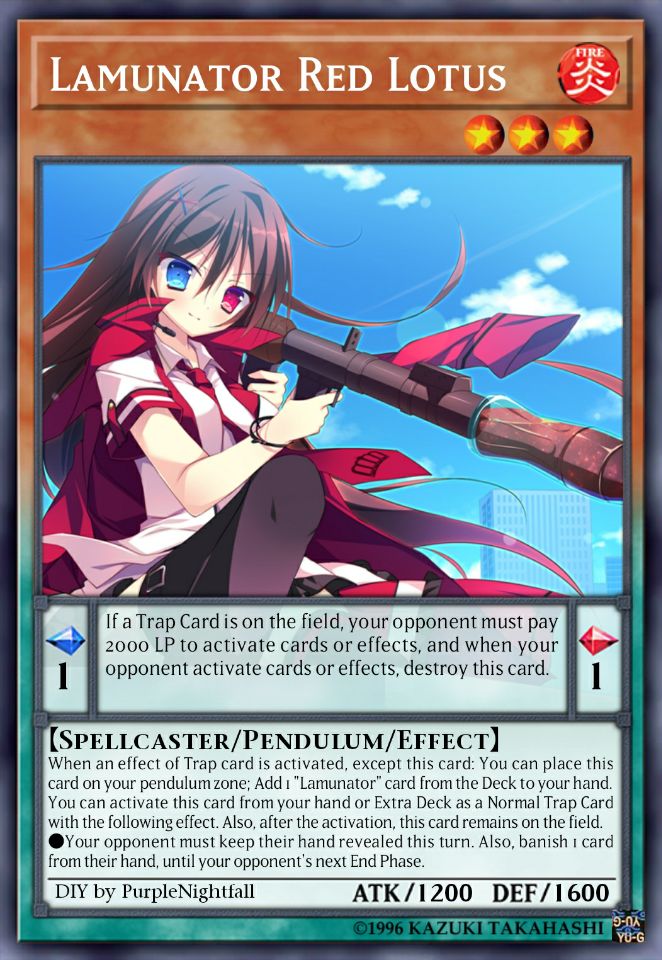 Lamunator Red Lotus
FIRE
炎
If a Trap Card is on the field, your opponent must pay
2000 LP to activate cards or effects, and when your
opponent activate cards or effects, destroy this card.
1
1
【Spellcaster/Pendulum/Effect】
When an effect of Trap card is activated, except this card: You can place this
card on your pendulum zone; Add 1 "Lamunator" card from the Deck to your hand.
You can activate this card from your hand or Extra Deck as a Normal Trap Card
with the following effect. Also, after the activation, this card remains on the field.
●Your opponent must keep their hand revealed this turn. Also, banish 1 card
from their hand, until your opponent's next End Phase.
DIY by PurpleNightfall
ATK/1200 DEF/1600
©1996 KAZUKI TAKAHASHI
YU-G